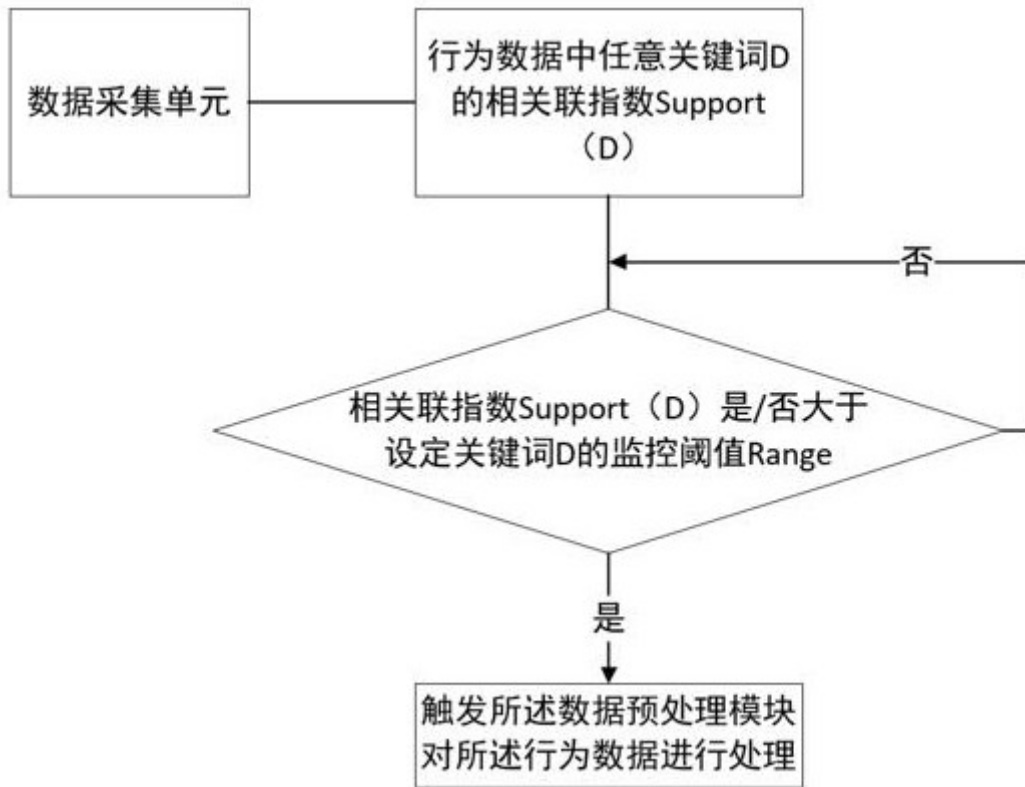 数据采集单元
行为数据中任意关键词D
的相关联指数Support
（D）
否
相关联指数Support（D）是/否大于
设定关键词D的监控阈值Range
是
触发所述数据预处理模块
对所述行为数据进行处理